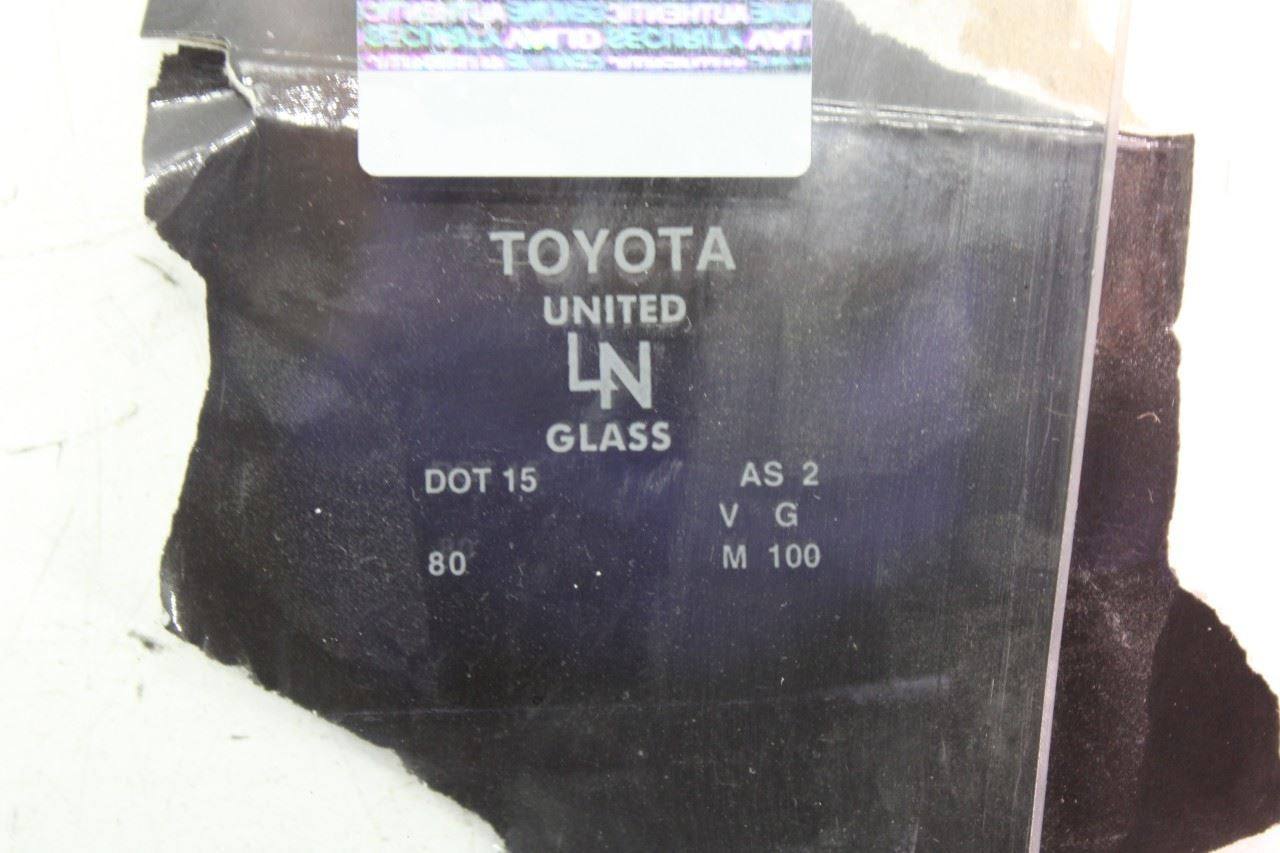 TOYOTA
UNITED
LN
GLASS
DOT 15 AS 2
V G
80 M 100